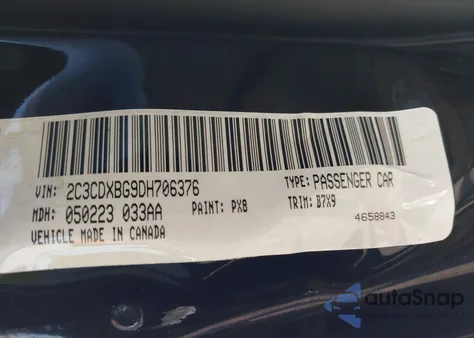 VIN: 2C3CDXBG9DH706376 TYPE: PASSENGER CAR
MDH: 050223 033AA PAINT: PX8 TRIM: B7X9
VEHICLE MADE IN CANADA 4658843
autoSnap